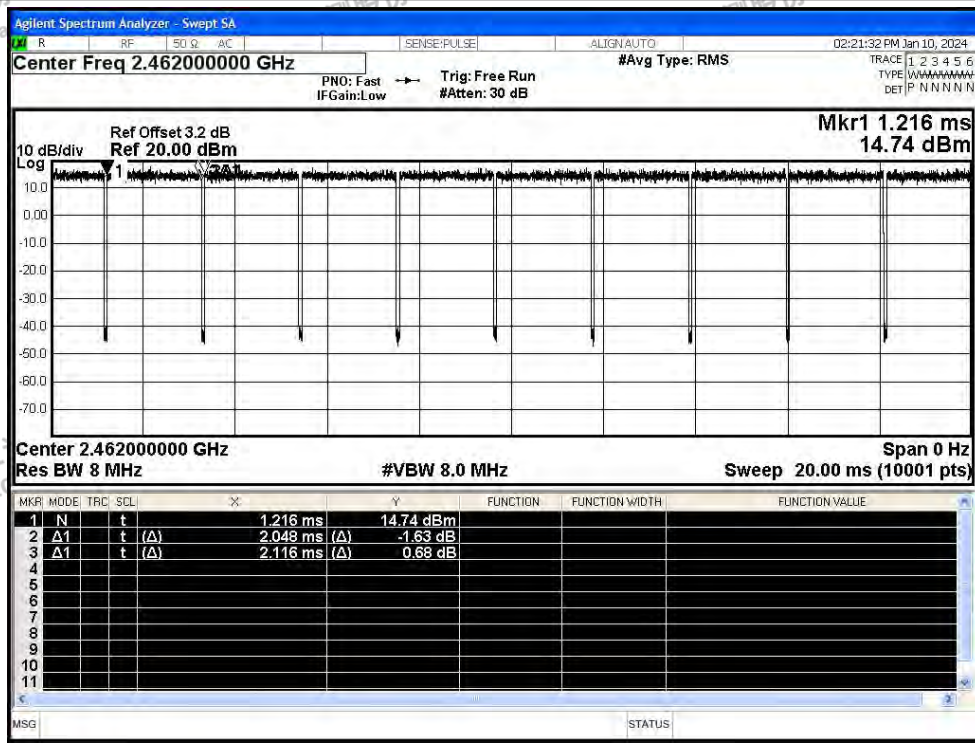 Agilent Spectrum Analyzer - Swept SA
R RF 50 Ω AC SENSE:PULSE ALIGNAUTO 02:21:32 PM Jan 10, 2024
Center Freq 2.462000000 GHz #Avg Type: RMS TRACE 1 2 3 4 5 6
PNO: Fast Trig: Free Run TYPE
IFGain:Low #Atten: 30 dB DET P N N N N N
Mkr1 1.216 ms
14.74 dBm
Ref Offset 3.2 dB
10 dB/div Ref 20.00 dBm
Log
1
10.0
0.00
-10.0
-20.0
-30.0
-40.0
-50.0
-60.0
-70.0
Center 2.462000000 GHz Span 0 Hz
Res BW 8 MHz #VBW 8.0 MHz Sweep 20.00 ms (10001 pts)
MKR MODE TRC SCL X Y FUNCTION FUNCTION WIDTH FUNCTION VALUE
1 N t 1.216 ms 14.74 dBm
2 Δ1 t (Δ) 2.048 ms (Δ) -1.63 dB
3 Δ1 t (Δ) 2.116 ms (Δ) 0.68 dB
4
5
6
7
8
9
10
11
MSG STATUS